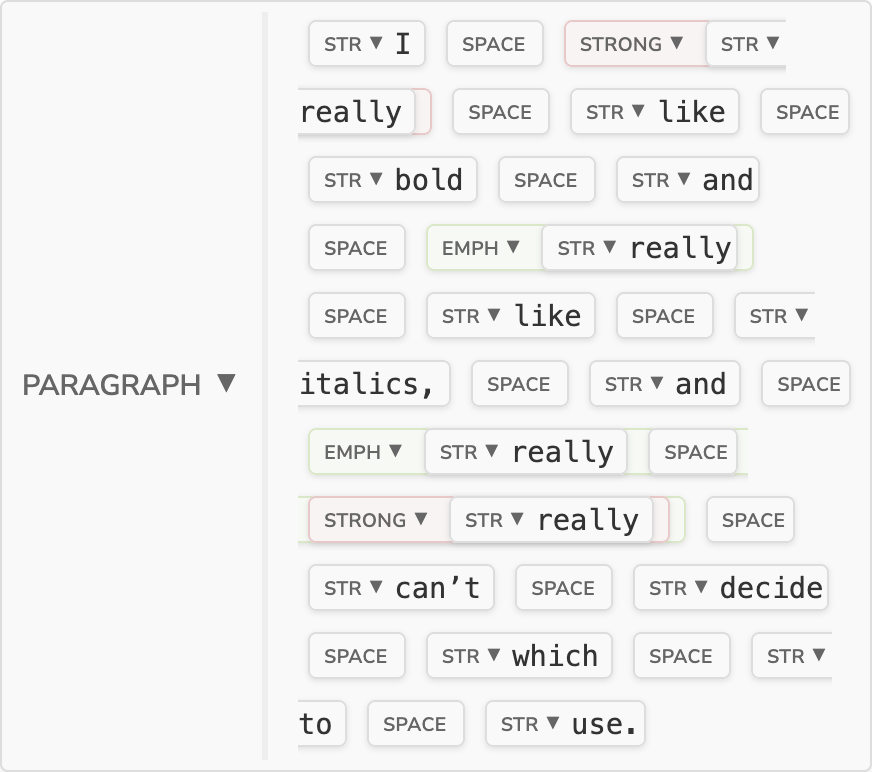 PARAGRAPH ▼
STR ▼ I SPACE STRONG ▼ STR ▼
really SPACE STR ▼ like SPACE
STR ▼ bold SPACE STR ▼ and
SPACE EMPH ▼ STR ▼ really
SPACE STR ▼ like SPACE STR ▼
italics, SPACE STR ▼ and SPACE
EMPH ▼ STR ▼ really SPACE
STRONG ▼ STR ▼ really SPACE
STR ▼ can’t SPACE STR ▼ decide
SPACE STR ▼ which SPACE STR ▼
to SPACE STR ▼ use.